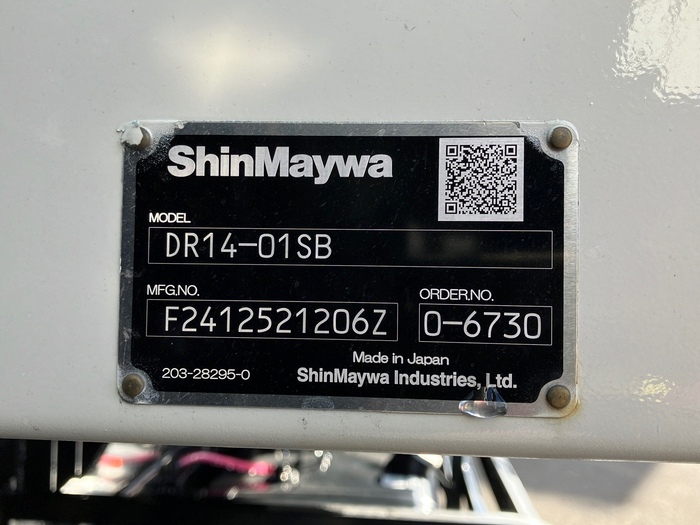 ShinMaywa
MODEL
DR14-01SB
MFG.NO.
ORDER.NO.
F2412521206Z
0-6730
Made in Japan
203-28295-0
ShinMaywa Industries, Ltd.